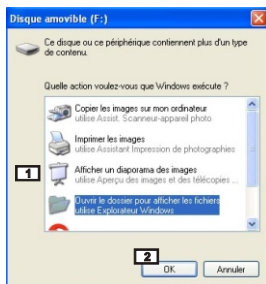 Disque amovible (F:)
Ce disque ou ce périphérique contiennent plus d'un type
de contenu.
Quelle action voulez-vous que Windows exécute ?
Copier les images sur mon ordinateur
utilise Assist. Scanneur-appareil photo
Imprimer les images
utilise Assistant Impression de photographies
1
Afficher un diaporama des images
utilise Aperçu des images et des télécopies ...
Ouvrir le dossier pour afficher les fichiers
utilise Explorateur Windows
2
OK
Annuler